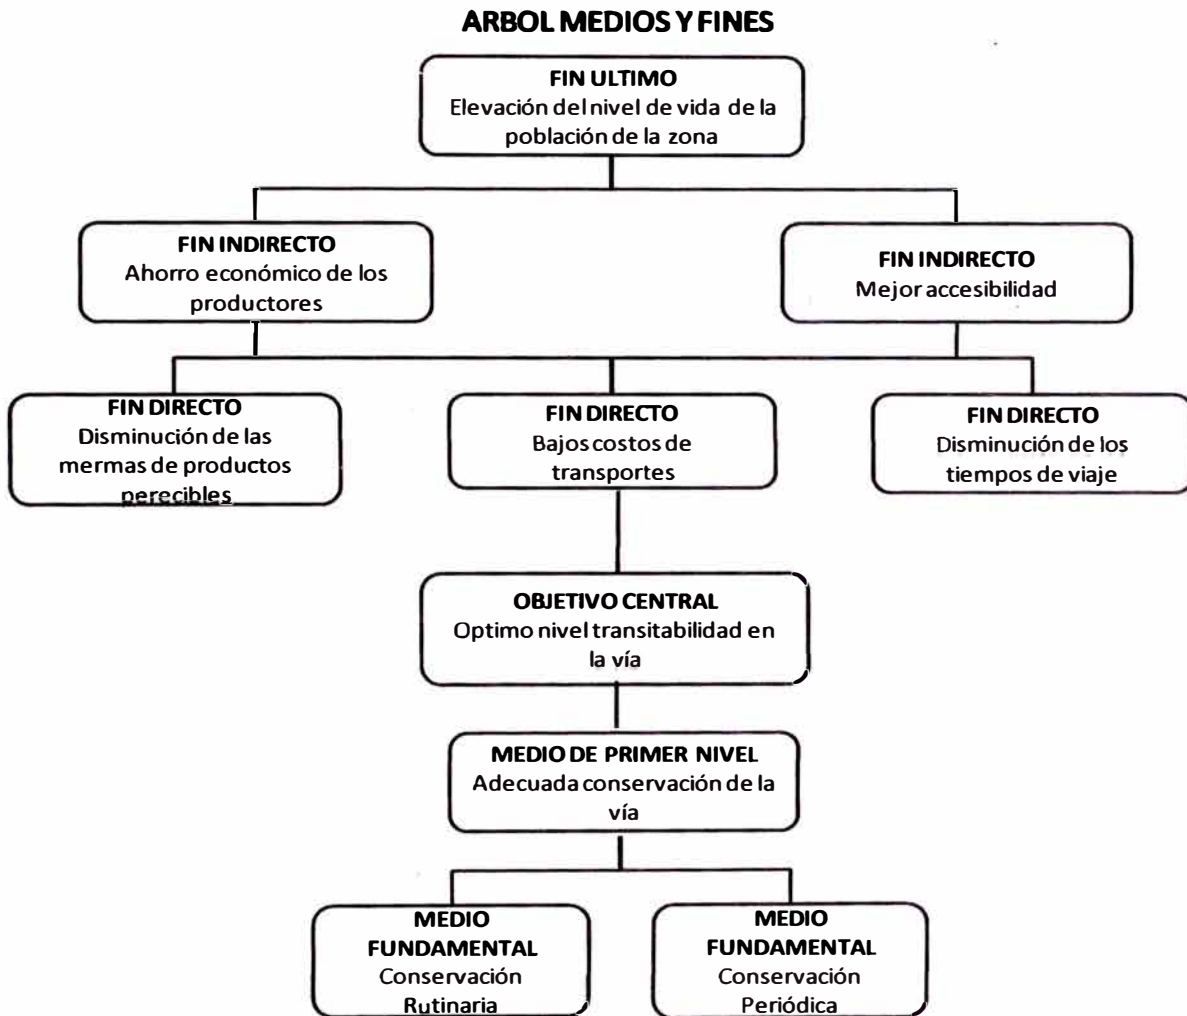 ARBOL MEDIOS Y FINES
FIN ULTIMO
Elevación del nivel de vida de la
población de la zona
FIN INDIRECTO
Ahorro económico de los
productores
FIN INDIRECTO
Mejor accesibilidad
FIN DIRECTO
Disminución de las
mermas de productos
perecibles
FIN DIRECTO
Bajos costos de
transportes
FIN DIRECTO
Disminución de los
tiempos de viaje
OBJETIVO CENTRAL
Optimo nivel transitabilidad en
la vía
MEDIO DE PRIMER NIVEL
Adecuada conservación de la
vía
MEDIO
FUNDAMENTAL
Conservación
Rutinaria
MEDIO
FUNDAMENTAL
Conservación
Periódica